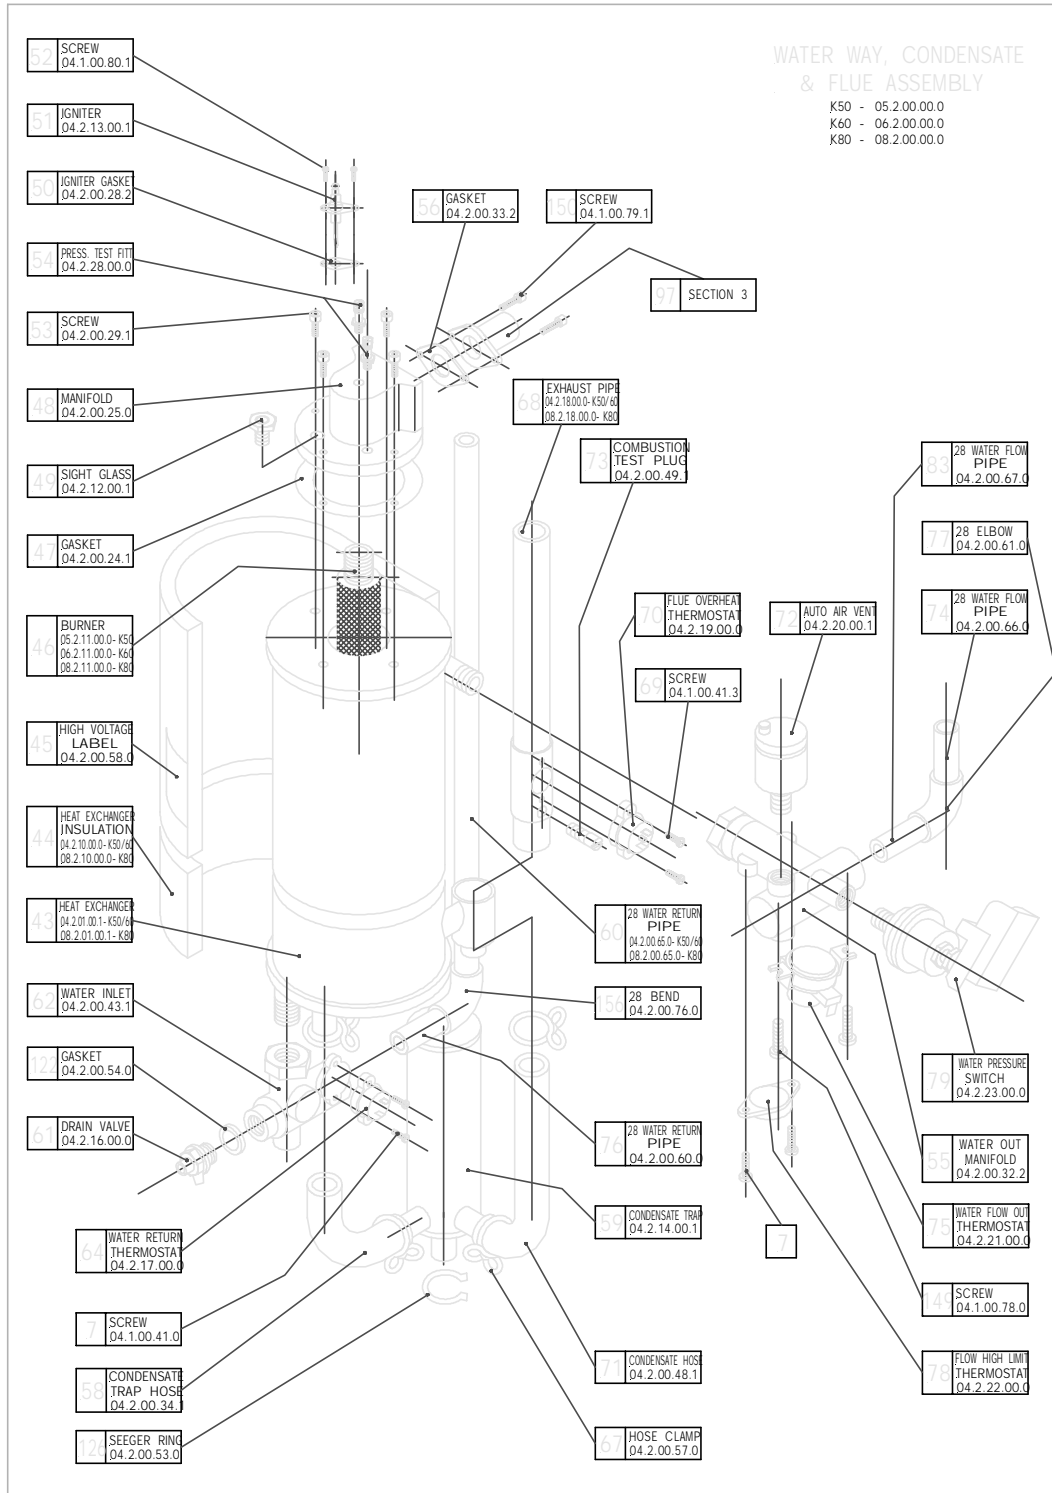 WATER WAY, CONDENSATE
& FLUE ASSEMBLY
K50 - 05.2.00.00.0
K60 - 06.2.00.00.0
K80 - 08.2.00.00.0
52 SCREW
04.1.00.80.1
51 IGNITER
04.2.13.00.1
50 IGNITER GASKET
04.2.00.28.2
54 PRESS. TEST FITT
04.2.28.00.0
53 SCREW
04.2.00.29.1
48 MANIFOLD
04.2.00.25.0
49 SIGHT GLASS
04.2.12.00.1
47 GASKET
04.2.00.24.1
46 BURNER
05.2.11.00.0- K50
06.2.11.00.0- K60
08.2.11.00.0- K80
45 HIGH VOLTAGE
LABEL
04.2.00.58.0
44 HEAT EXCHANGER
INSULATION
04.2.10.00.0- K50/60
08.2.10.00.0- K80
43 HEAT EXCHANGER
04.2.01.00.1- K50/60
08.2.01.00.1- K80
62 WATER INLET
04.2.00.43.1
122 GASKET
04.2.00.54.0
61 DRAIN VALVE
04.2.16.00.0
64 WATER RETURN
THERMOSTAT
04.2.17.00.0
7 SCREW
04.1.00.41.0
58 CONDENSATE
TRAP HOSE
04.2.00.34.1
126 SEEGER RING
04.2.00.53.0
56 GASKET
04.2.00.33.2
150 SCREW
04.1.00.79.1
97 SECTION 3
68 EXHAUST PIPE
04.2.18.00.0- K50/60
08.2.18.00.0- K80
73 COMBUSTION
TEST PLUG
04.2.00.49.1
70 FLUE OVERHEAT
THERMOSTAT
04.2.19.00.0
69 SCREW
04.1.00.41.3
72 AUTO AIR VENT
04.2.20.00.1
83 28 WATER FLOW
PIPE
04.2.00.67.0
77 28 ELBOW
04.2.00.61.0
74 28 WATER FLOW
PIPE
04.2.00.66.0
60 28 WATER RETURN
PIPE
04.2.00.65.0- K50/60
08.2.00.65.0- K80
156 28 BEND
04.2.00.76.0
76 28 WATER RETURN
PIPE
04.2.00.60.0
59 CONDENSATE TRAP
04.2.14.00.1
7
71 CONDENSATE HOSE
04.2.00.48.1
67 HOSE CLAMP
04.2.00.57.0
79 WATER PRESSURE
SWITCH
04.2.23.00.0
55 WATER OUT
MANIFOLD
04.2.00.32.2
75 WATER FLOW OUT
THERMOSTAT
04.2.21.00.0
149 SCREW
04.1.00.78.0
78 FLOW HIGH LIMIT
THERMOSTAT
04.2.22.00.0